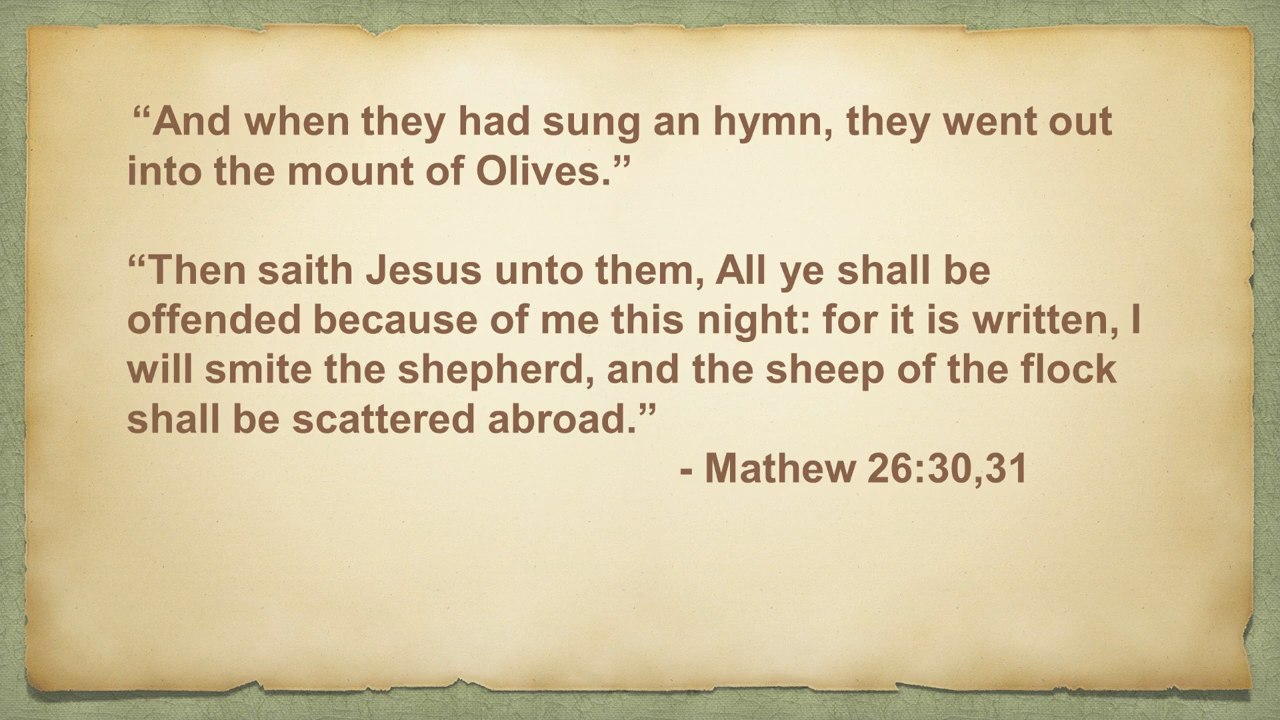 “And when they had sung an hymn, they went out
into the mount of Olives.”
“Then saith Jesus unto them, All ye shall be
offended because of me this night: for it is written, I
will smite the shepherd, and the sheep of the flock
shall be scattered abroad.”
- Mathew 26:30,31